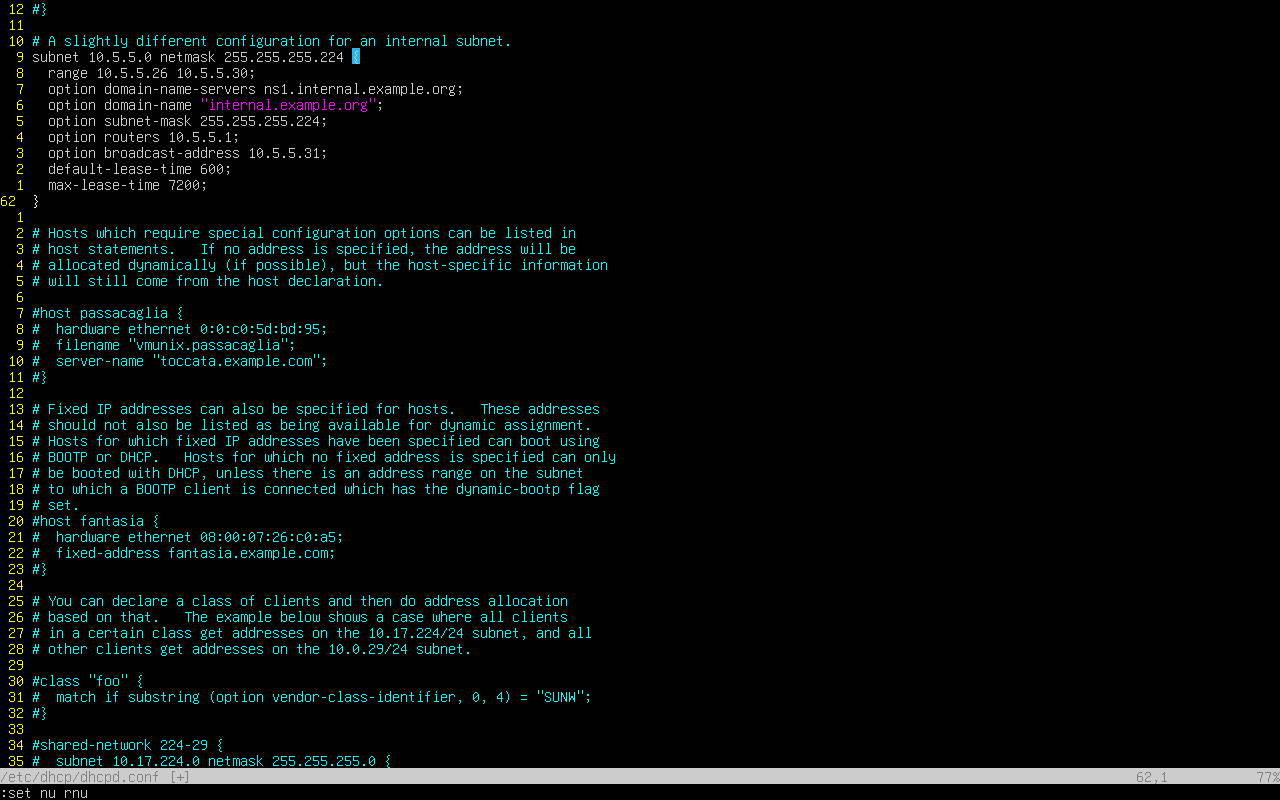 12 #}
11
10 # A slightly different configuration for an internal subnet.
9 subnet 10.5.5.0 netmask 255.255.255.224 {
8   range 10.5.5.26 10.5.5.30;
7   option domain-name-servers ns1.internal.example.org;
6   option domain-name "internal.example.org";
5   option subnet-mask 255.255.255.224;
4   option routers 10.5.5.1;
3   option broadcast-address 10.5.5.31;
2   default-lease-time 600;
1   max-lease-time 7200;
62  }
1
2 # Hosts which require special configuration options can be listed in
3 # host statements.   If no address is specified, the address will be
4 # allocated dynamically (if possible), but the host-specific information
5 # will still come from the host declaration.
6
7 #host passacaglia {
8 #  hardware ethernet 0:0:c0:5d:bd:95;
9 #  filename "vmunix.passacaglia";
10 #  server-name "toccata.example.com";
11 #}
12
13 # Fixed IP addresses can also be specified for hosts.   These addresses
14 # should not also be listed as being available for dynamic assignment.
15 # Hosts for which fixed IP addresses have been specified can boot using
16 # BOOTP or DHCP.   Hosts for which no fixed address is specified can only
17 # be booted with DHCP, unless there is an address range on the subnet
18 # to which a BOOTP client is connected which has the dynamic-bootp flag
19 # set.
20 #host fantasia {
21 #  hardware ethernet 08:00:07:26:c0:a5;
22 #  fixed-address fantasia.example.com;
23 #}
24
25 # You can declare a class of clients and then do address allocation
26 # based on that.   The example below shows a case where all clients
27 # in a certain class get addresses on the 10.17.224/24 subnet, and all
28 # other clients get addresses on the 10.0.29/24 subnet.
29
30 #class "foo" {
31 #  match if substring (option vendor-class-identifier, 0, 4) = "SUNW";
32 #}
33
34 #shared-network 224-29 {
35 #  subnet 10.17.224.0 netmask 255.255.255.0 {
/etc/dhcp/dhcpd.conf [+] 62,1 77%
:set nu rnu